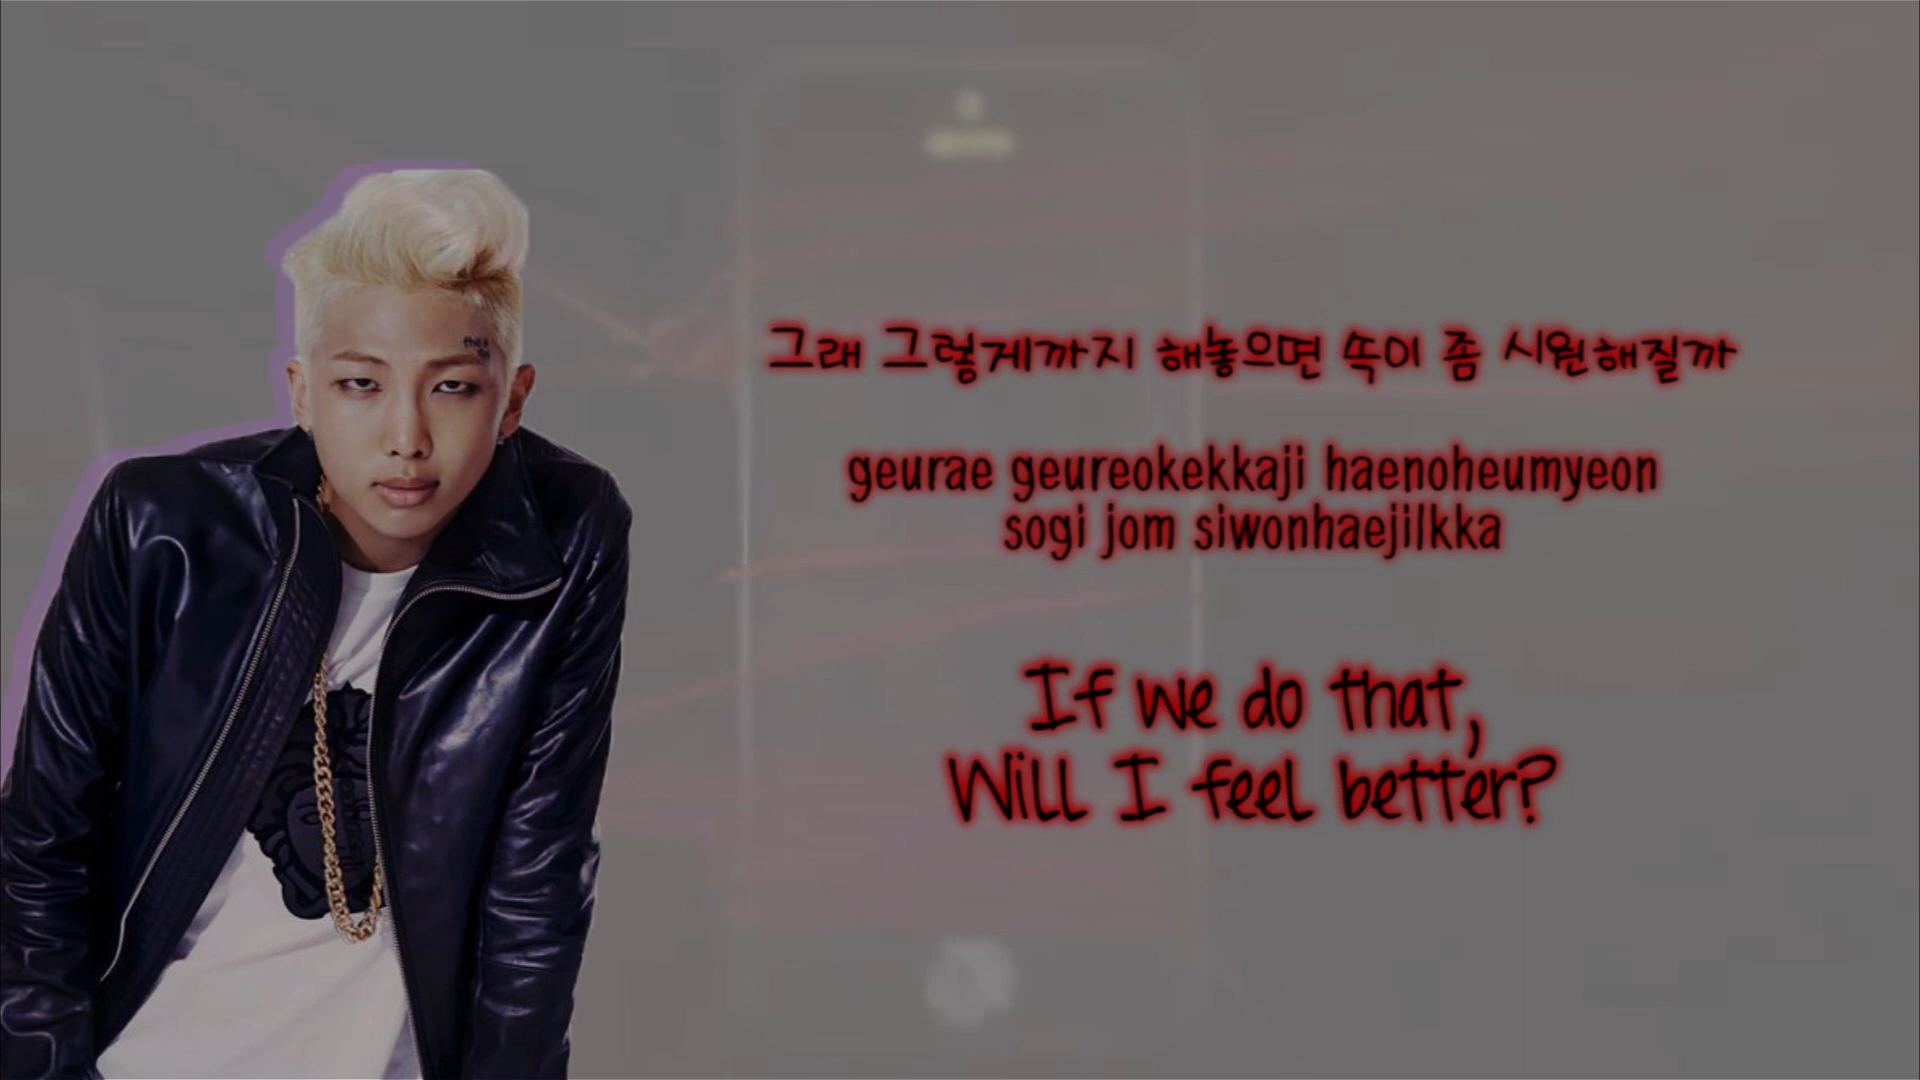 그래 그렇게까지 해놓으면 쏙이 좀 시원해질까
geurae geureokekkaji haenoheumyeon
sogi jom siwonhaejilkka
If we do that,
Will I feel better?